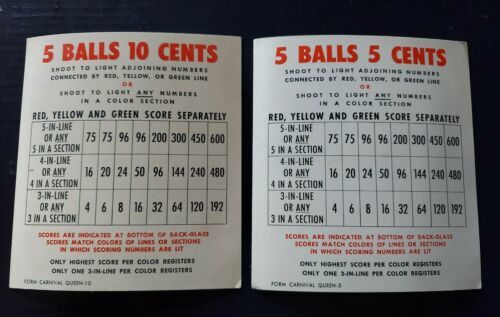 5 BALLS 10 CENTS
SHOOT TO LIGHT ADJOINING NUMBERS
CONNECTED BY RED, YELLOW, OR GREEN LINE
OR
SHOOT TO LIGHT ANY NUMBERS
IN A COLOR SECTION
RED, YELLOW AND GREEN SCORE SEPARATELY
5-IN-LINE
OR ANY
5 IN A SECTION
75 75 96 96 200 300 450 600
4-IN-LINE
OR ANY
4 IN A SECTION
16 20 24 50 96 144 240 480
3-IN-LINE
OR ANY
3 IN A SECTION
4 6 8 16 32 64 120 192
SCORES ARE INDICATED AT BOTTOM OF BACK-GLASS
SCORES MATCH COLORS OF LINES OR SECTIONS
IN WHICH SCORING NUMBERS ARE LIT
ONLY HIGHEST SCORE PER COLOR REGISTERS
ONLY ONE 3-IN-LINE PER COLOR REGISTERS
FORM CARNIVAL QUEEN-10
5 BALLS 5 CENTS
SHOOT TO LIGHT ADJOINING NUMBERS
CONNECTED BY RED, YELLOW, OR GREEN LINE
OR
SHOOT TO LIGHT ANY NUMBERS
IN A COLOR SECTION
RED, YELLOW AND GREEN SCORE SEPARATELY
5-IN-LINE
OR ANY
5 IN A SECTION
75 75 96 96 200 300 450 600
4-IN-LINE
OR ANY
4 IN A SECTION
16 20 24 50 96 144 240 480
3-IN-LINE
OR ANY
3 IN A SECTION
4 6 8 16 32 64 120 192
SCORES ARE INDICATED AT BOTTOM OF BACK-GLASS
SCORES MATCH COLORS OF LINES OR SECTIONS
IN WHICH SCORING NUMBERS ARE LIT
ONLY HIGHEST SCORE PER COLOR REGISTERS
ONLY ONE 3-IN-LINE PER COLOR REGISTERS
FORM CARNIVAL QUEEN-5